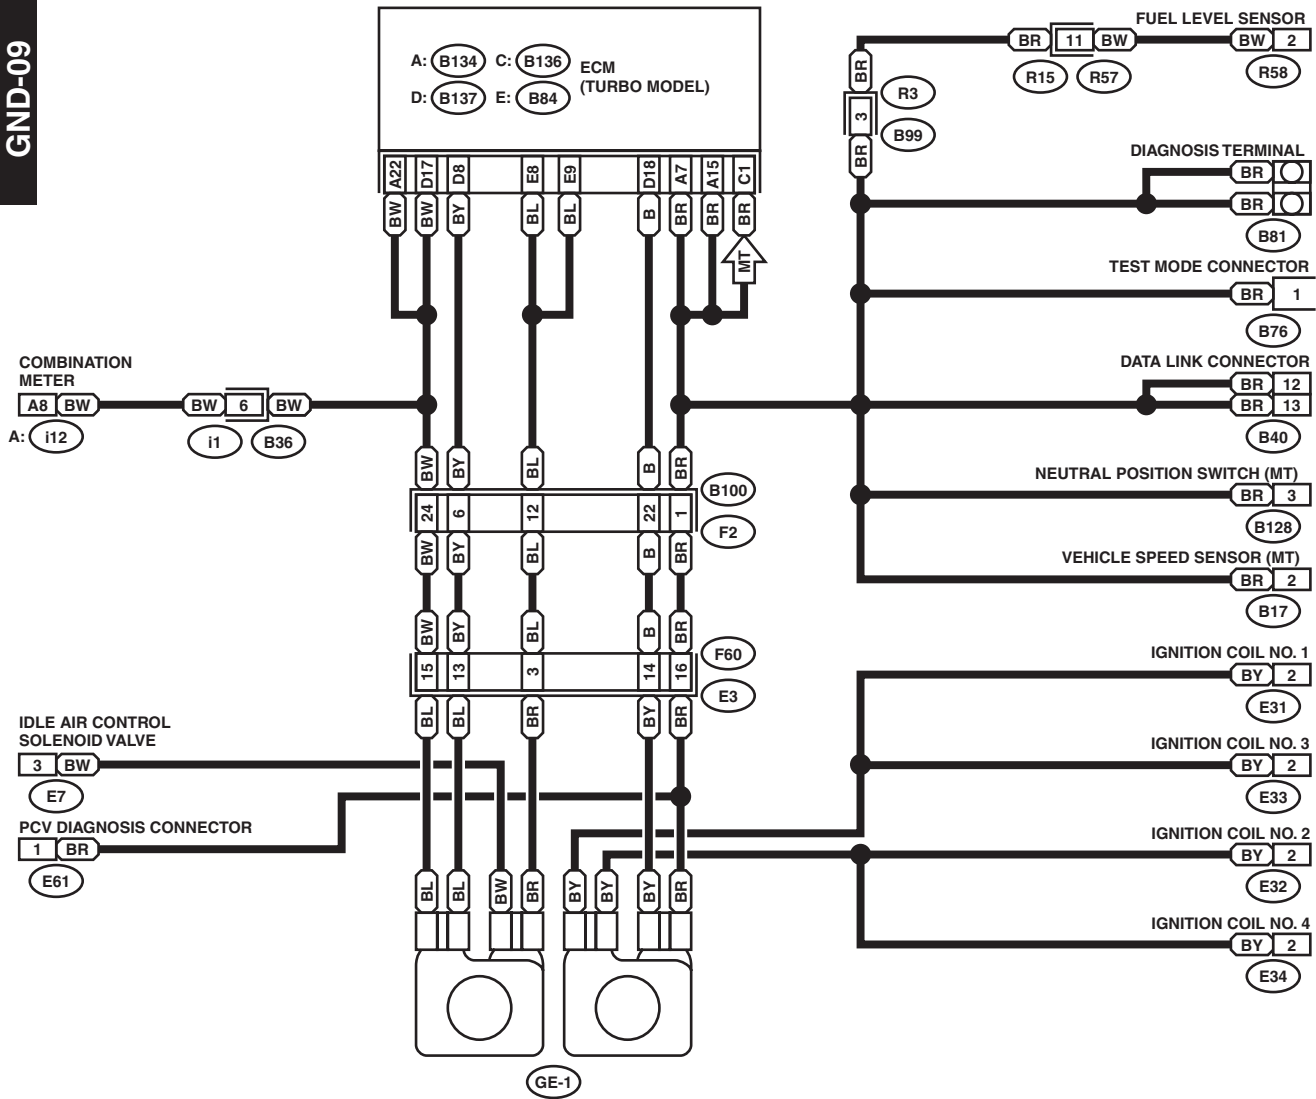 GND-09
A: B134 C: B136 ECM
(TURBO MODEL)
D: B137 E: B84
A22 D17 D8 E8 E9 D18 A7 A15 C1
BW BW BY BL BL B BR BR BR
MT
FUEL LEVEL SENSOR
BR 11 BW BW 2
R15 R57 R58
BR
R3
3
B99
BR
DIAGNOSIS TERMINAL
BR
BR
B81
TEST MODE CONNECTOR
BR 1
B76
COMBINATION
METER
A8 BW BW 6 BW
A: i12 i1 B36
DATA LINK CONNECTOR
BR 12
BR 13
B40
BW BY BL B BR
B100
24 6 12 22 1
F2
BW BY BL B BR
NEUTRAL POSITION SWITCH (MT)
BR 3
B128
VEHICLE SPEED SENSOR (MT)
BR 2
B17
BW BY BL B BR
F60
15 13 3 14 16
E3
BL BL BR BY BR
IGNITION COIL NO. 1
BY 2
E31
IDLE AIR CONTROL
SOLENOID VALVE
3 BW
E7
IGNITION COIL NO. 3
BY 2
E33
PCV DIAGNOSIS CONNECTOR
1 BR
E61
IGNITION COIL NO. 2
BY 2
E32
BL BL BW BR BY BY BY BR
IGNITION COIL NO. 4
BY 2
E34
GE-1